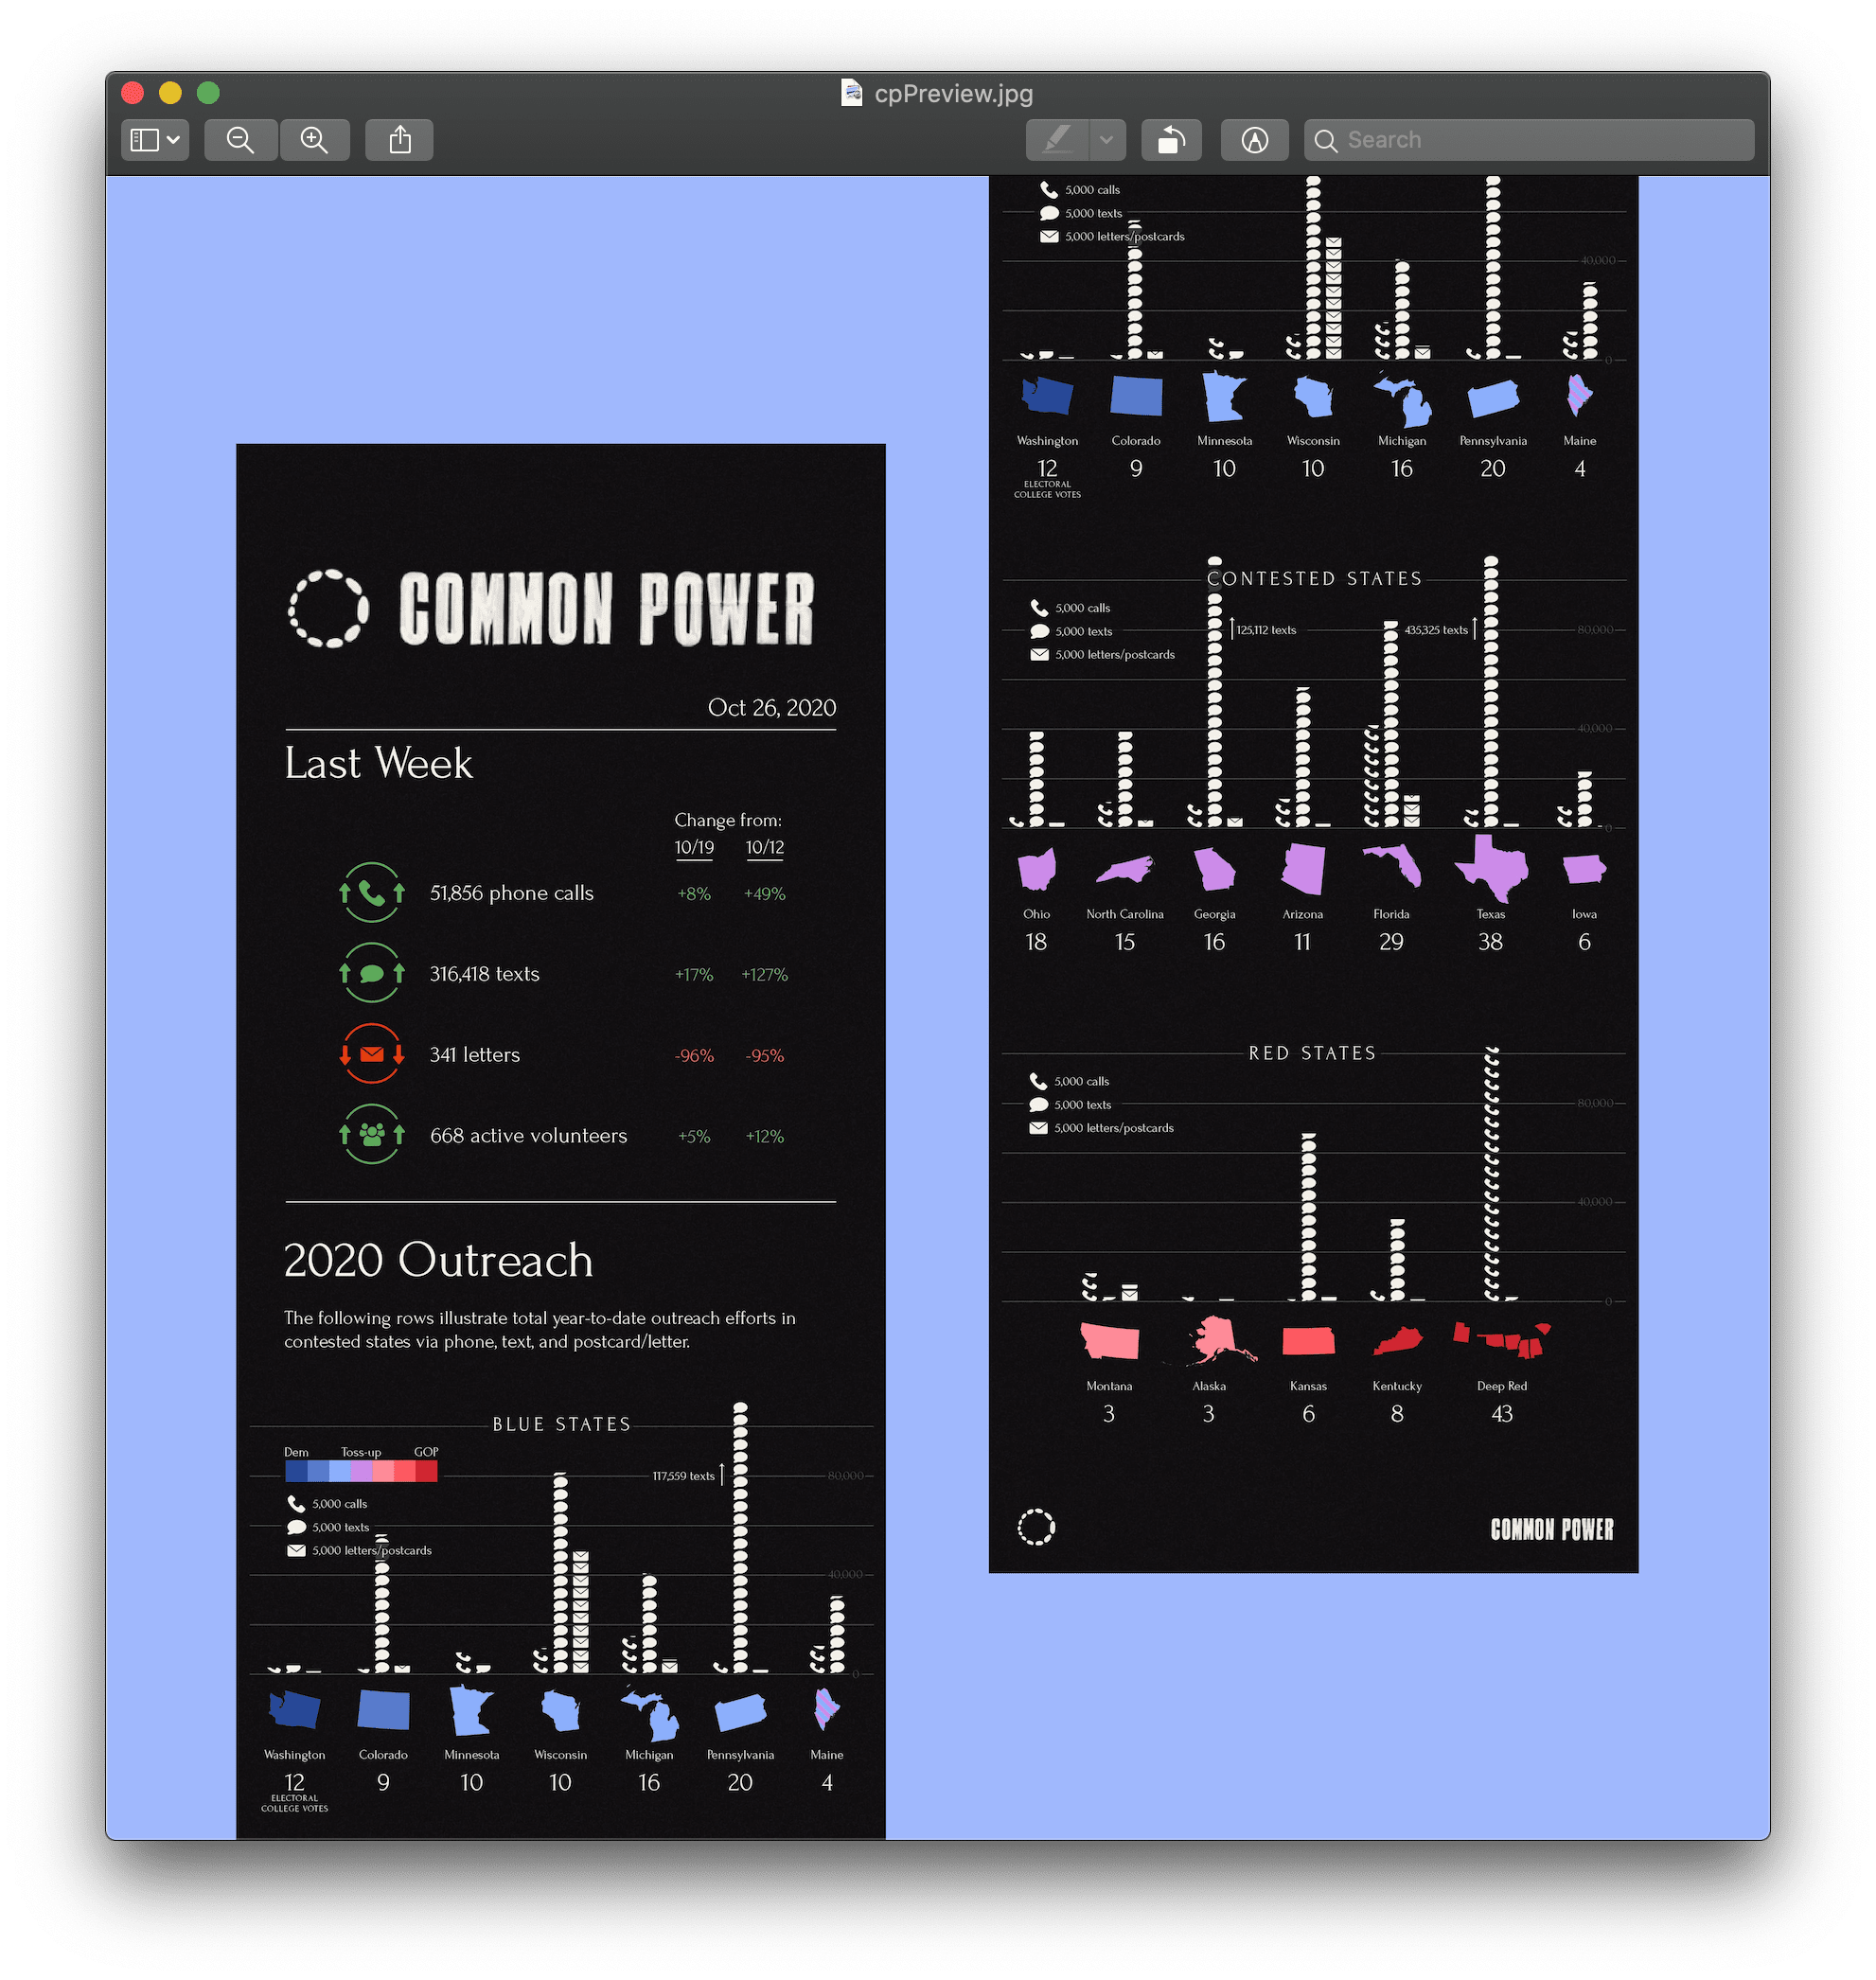 cpPreview.jpg
Search
COMMON POWER
Oct 26, 2020
Last Week
Change from:
10/19 10/12
51,856 phone calls +8% +49%
316,418 texts +17% +127%
341 letters -96% -95%
668 active volunteers +5% +12%
2020 Outreach
The following rows illustrate total year-to-date outreach efforts in
contested states via phone, text, and postcard/letter.
BLUE STATES
Dem Toss-up GOP
117,559 texts 80,000
5,000 calls
5,000 texts
5,000 letters/postcards
40,000
0
Washington Colorado Minnesota Wisconsin Michigan Pennsylvania Maine
12 9 10 10 16 20 4
ELECTORAL
COLLEGE VOTES
5,000 calls
5,000 texts
5,000 letters/postcards
40,000
0
Washington Colorado Minnesota Wisconsin Michigan Pennsylvania Maine
12 9 10 10 16 20 4
ELECTORAL
COLLEGE VOTES
CONTESTED STATES
5,000 calls
5,000 texts 125,112 texts 435,325 texts 80,000
5,000 letters/postcards
40,000
0
Ohio North Carolina Georgia Arizona Florida Texas Iowa
18 15 16 11 29 38 6
RED STATES
5,000 calls
5,000 texts 80,000
5,000 letters/postcards
40,000
0
Montana Alaska Kansas Kentucky Deep Red
3 3 6 8 43
COMMON POWER